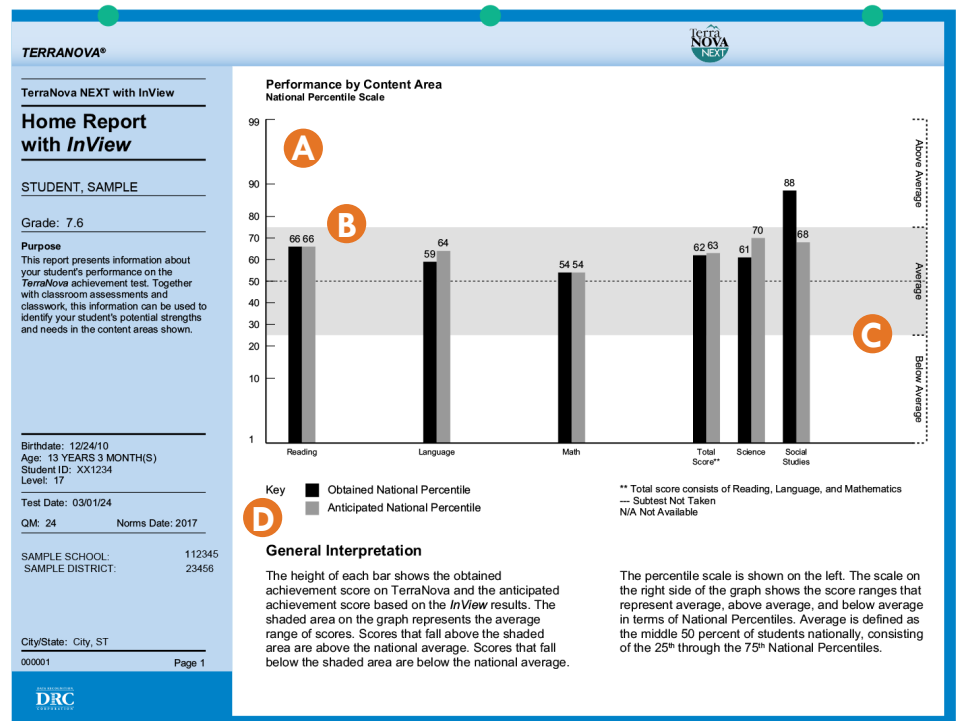 TERRANOVA®
Terra
NOVA
NEXT
TerraNova NEXT with InView
Home Report
with InView
STUDENT, SAMPLE
Grade: 7.6
Purpose
This report presents information about
your student's performance on the
TerraNova achievement test. Together
with classroom assessments and
classwork, this information can be used to
identify your student's potential strengths
and needs in the content areas shown.
Birthdate: 12/24/10
Age: 13 YEARS 3 MONTH(S)
Student ID: XX1234
Level: 17
Test Date: 03/01/24
QM: 24 Norms Date: 2017
SAMPLE SCHOOL: 112345
SAMPLE DISTRICT: 23456
City/State: City, ST
000001 Page 1
DATA RECOGNITION
DRC
CORPORATION
Performance by Content Area
National Percentile Scale
99
90
80
70
60
50
40
30
20
10
1
A
B
C
D
66 66
59 64
54 54
62 63
61 70
88 68
Above Average
Average
Below Average
Reading
Language
Math
Total
Score**
Science
Social
Studies
Key
Obtained National Percentile
Anticipated National Percentile
** Total score consists of Reading, Language, and Mathematics
--- Subtest Not Taken
N/A Not Available
General Interpretation
The height of each bar shows the obtained
achievement score on TerraNova and the anticipated
achievement score based on the InView results. The
shaded area on the graph represents the average
range of scores. Scores that fall above the shaded
area are above the national average. Scores that fall
below the shaded area are below the national average.
The percentile scale is shown on the left. The scale on
the right side of the graph shows the score ranges that
represent average, above average, and below average
in terms of National Percentiles. Average is defined as
the middle 50 percent of students nationally, consisting
of the 25th through the 75th National Percentiles.